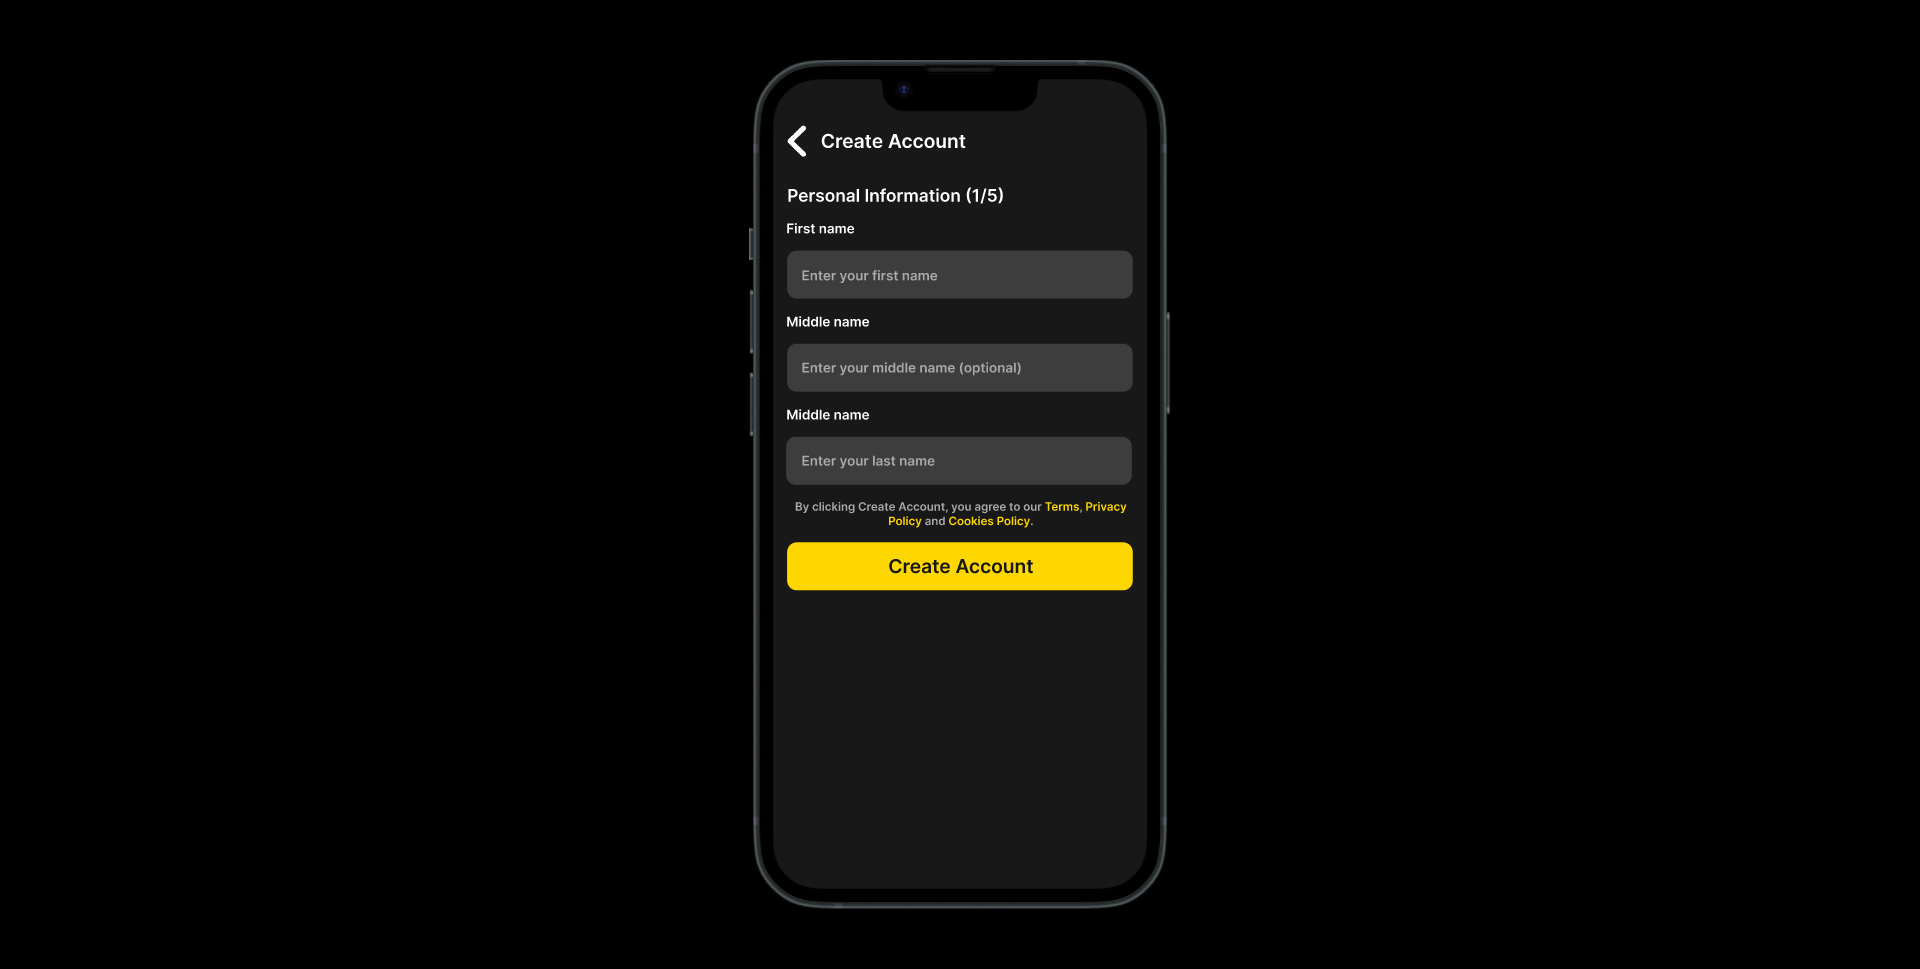 Create Account
Personal Information (1/5)
First name
Enter your first name
Middle name
Enter your middle name (optional)
Middle name
Enter your last name
By clicking Create Account, you agree to our Terms, Privacy
Policy and Cookies Policy.
Create Account